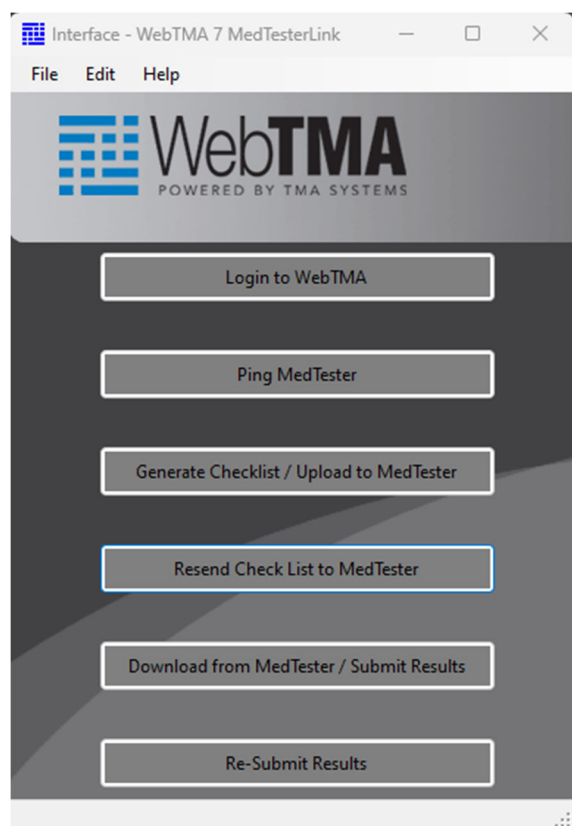 Interface - WebTMA 7 MedTesterLink
File Edit Help
WebTMA
POWERED BY TMA SYSTEMS
Login to WebTMA
Ping MedTester
Generate Checklist / Upload to MedTester
Resend Check List to MedTester
Download from MedTester / Submit Results
Re-Submit Results